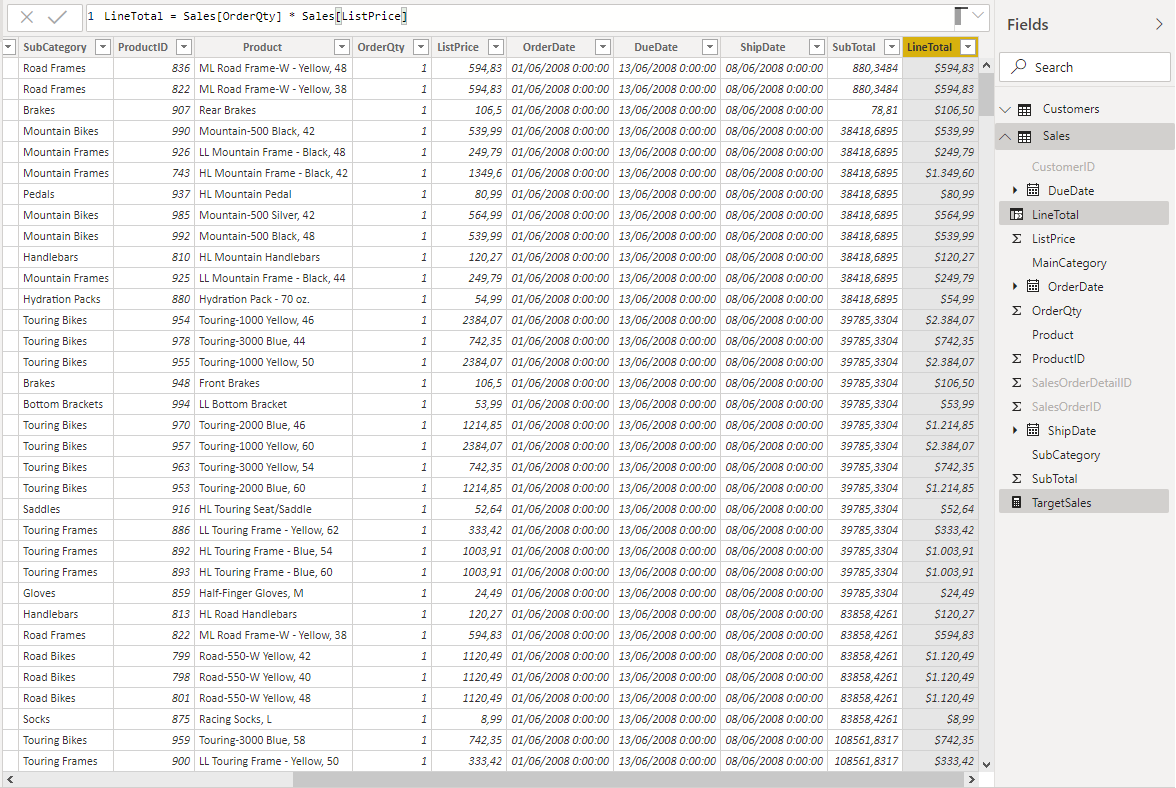 1 LineTotal = Sales[OrderQty] * Sales[ListPrice]
SubCategory ProductID Product OrderQty ListPrice OrderDate DueDate ShipDate SubTotal LineTotal
Road Frames 836 ML Road Frame-W - Yellow, 48 1 594,83 01/06/2008 0:00:00 13/06/2008 0:00:00 08/06/2008 0:00:00 880,3484 $594,83
Road Frames 822 ML Road Frame-W - Yellow, 38 1 594,83 01/06/2008 0:00:00 13/06/2008 0:00:00 08/06/2008 0:00:00 880,3484 $594,83
Brakes 907 Rear Brakes 1 106,5 01/06/2008 0:00:00 13/06/2008 0:00:00 08/06/2008 0:00:00 78,81 $106,50
Mountain Bikes 990 Mountain-500 Black, 42 1 539,99 01/06/2008 0:00:00 13/06/2008 0:00:00 08/06/2008 0:00:00 38418,6895 $539,99
Mountain Frames 926 LL Mountain Frame - Black, 48 1 249,79 01/06/2008 0:00:00 13/06/2008 0:00:00 08/06/2008 0:00:00 38418,6895 $249,79
Mountain Frames 743 HL Mountain Frame - Black, 42 1 1349,6 01/06/2008 0:00:00 13/06/2008 0:00:00 08/06/2008 0:00:00 38418,6895 $1.349,60
Pedals 937 HL Mountain Pedal 1 80,99 01/06/2008 0:00:00 13/06/2008 0:00:00 08/06/2008 0:00:00 38418,6895 $80,99
Mountain Bikes 985 Mountain-500 Silver, 42 1 564,99 01/06/2008 0:00:00 13/06/2008 0:00:00 08/06/2008 0:00:00 38418,6895 $564,99
Mountain Bikes 992 Mountain-500 Black, 48 1 539,99 01/06/2008 0:00:00 13/06/2008 0:00:00 08/06/2008 0:00:00 38418,6895 $539,99
Handlebars 810 HL Mountain Handlebars 1 120,27 01/06/2008 0:00:00 13/06/2008 0:00:00 08/06/2008 0:00:00 38418,6895 $120,27
Mountain Frames 925 LL Mountain Frame - Black, 44 1 249,79 01/06/2008 0:00:00 13/06/2008 0:00:00 08/06/2008 0:00:00 38418,6895 $249,79
Hydration Packs 880 Hydration Pack - 70 oz. 1 54,99 01/06/2008 0:00:00 13/06/2008 0:00:00 08/06/2008 0:00:00 38418,6895 $54,99
Touring Bikes 954 Touring-1000 Yellow, 46 1 2384,07 01/06/2008 0:00:00 13/06/2008 0:00:00 08/06/2008 0:00:00 39785,3304 $2.384,07
Touring Bikes 978 Touring-3000 Blue, 44 1 742,35 01/06/2008 0:00:00 13/06/2008 0:00:00 08/06/2008 0:00:00 39785,3304 $742,35
Touring Bikes 955 Touring-1000 Yellow, 50 1 2384,07 01/06/2008 0:00:00 13/06/2008 0:00:00 08/06/2008 0:00:00 39785,3304 $2.384,07
Brakes 948 Front Brakes 1 106,5 01/06/2008 0:00:00 13/06/2008 0:00:00 08/06/2008 0:00:00 39785,3304 $106,50
Bottom Brackets 994 LL Bottom Bracket 1 53,99 01/06/2008 0:00:00 13/06/2008 0:00:00 08/06/2008 0:00:00 39785,3304 $53,99
Touring Bikes 970 Touring-2000 Blue, 46 1 1214,85 01/06/2008 0:00:00 13/06/2008 0:00:00 08/06/2008 0:00:00 39785,3304 $1.214,85
Touring Bikes 957 Touring-1000 Yellow, 60 1 2384,07 01/06/2008 0:00:00 13/06/2008 0:00:00 08/06/2008 0:00:00 39785,3304 $2.384,07
Touring Bikes 963 Touring-3000 Yellow, 54 1 742,35 01/06/2008 0:00:00 13/06/2008 0:00:00 08/06/2008 0:00:00 39785,3304 $742,35
Touring Bikes 953 Touring-2000 Blue, 60 1 1214,85 01/06/2008 0:00:00 13/06/2008 0:00:00 08/06/2008 0:00:00 39785,3304 $1.214,85
Saddles 916 HL Touring Seat/Saddle 1 52,64 01/06/2008 0:00:00 13/06/2008 0:00:00 08/06/2008 0:00:00 39785,3304 $52,64
Touring Frames 886 LL Touring Frame - Yellow, 62 1 333,42 01/06/2008 0:00:00 13/06/2008 0:00:00 08/06/2008 0:00:00 39785,3304 $333,42
Touring Frames 892 HL Touring Frame - Blue, 54 1 1003,91 01/06/2008 0:00:00 13/06/2008 0:00:00 08/06/2008 0:00:00 39785,3304 $1.003,91
Touring Frames 893 HL Touring Frame - Blue, 60 1 1003,91 01/06/2008 0:00:00 13/06/2008 0:00:00 08/06/2008 0:00:00 39785,3304 $1.003,91
Gloves 859 Half-Finger Gloves, M 1 24,49 01/06/2008 0:00:00 13/06/2008 0:00:00 08/06/2008 0:00:00 39785,3304 $24,49
Handlebars 813 HL Road Handlebars 1 120,27 01/06/2008 0:00:00 13/06/2008 0:00:00 08/06/2008 0:00:00 83858,4261 $120,27
Road Frames 822 ML Road Frame-W - Yellow, 38 1 594,83 01/06/2008 0:00:00 13/06/2008 0:00:00 08/06/2008 0:00:00 83858,4261 $594,83
Road Bikes 799 Road-550-W Yellow, 42 1 1120,49 01/06/2008 0:00:00 13/06/2008 0:00:00 08/06/2008 0:00:00 83858,4261 $1.120,49
Road Bikes 798 Road-550-W Yellow, 40 1 1120,49 01/06/2008 0:00:00 13/06/2008 0:00:00 08/06/2008 0:00:00 83858,4261 $1.120,49
Road Bikes 801 Road-550-W Yellow, 48 1 1120,49 01/06/2008 0:00:00 13/06/2008 0:00:00 08/06/2008 0:00:00 83858,4261 $1.120,49
Socks 875 Racing Socks, L 1 8,99 01/06/2008 0:00:00 13/06/2008 0:00:00 08/06/2008 0:00:00 83858,4261 $8,99
Touring Bikes 959 Touring-3000 Blue, 58 1 742,35 01/06/2008 0:00:00 13/06/2008 0:00:00 08/06/2008 0:00:00 108561,8317 $742,35
Touring Frames 900 LL Touring Frame - Yellow, 50 1 333,42 01/06/2008 0:00:00 13/06/2008 0:00:00 08/06/2008 0:00:00 108561,8317 $333,42
Fields
Search
Customers
Sales
CustomerID
DueDate
LineTotal
ListPrice
MainCategory
OrderDate
OrderQty
Product
ProductID
SalesOrderDetailID
SalesOrderID
ShipDate
SubCategory
SubTotal
TargetSales